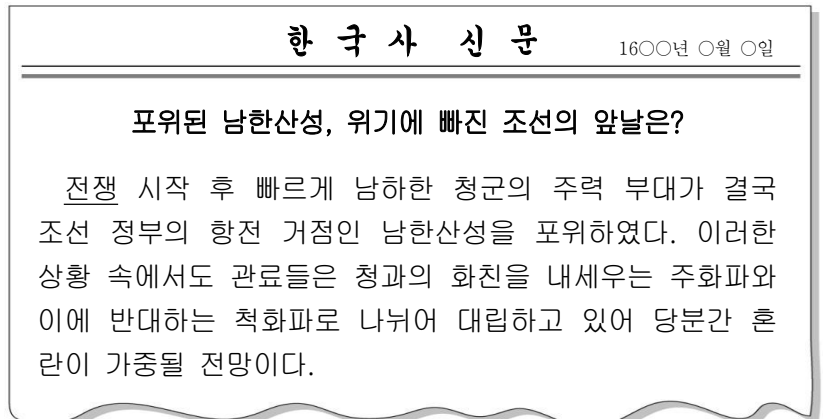 한국사 신문
16○○년 ○월 ○일
포위된 남한산성, 위기에 빠진 조선의 앞날은?
전쟁 시작 후 빠르게 남하한 청군의 주력 부대가 결국
조선 정부의 항전 거점인 남한산성을 포위하였다. 이러한
상황 속에서도 관료들은 청과의 화친을 내세우는 주화파와
이에 반대하는 척화파로 나뉘어 대립하고 있어 당분간 혼
란이 가중될 전망이다.